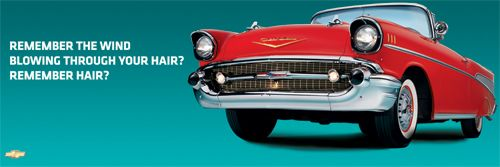 REMEMBER THE WIND
BLOWING THROUGH YOUR HAIR?
REMEMBER HAIR?